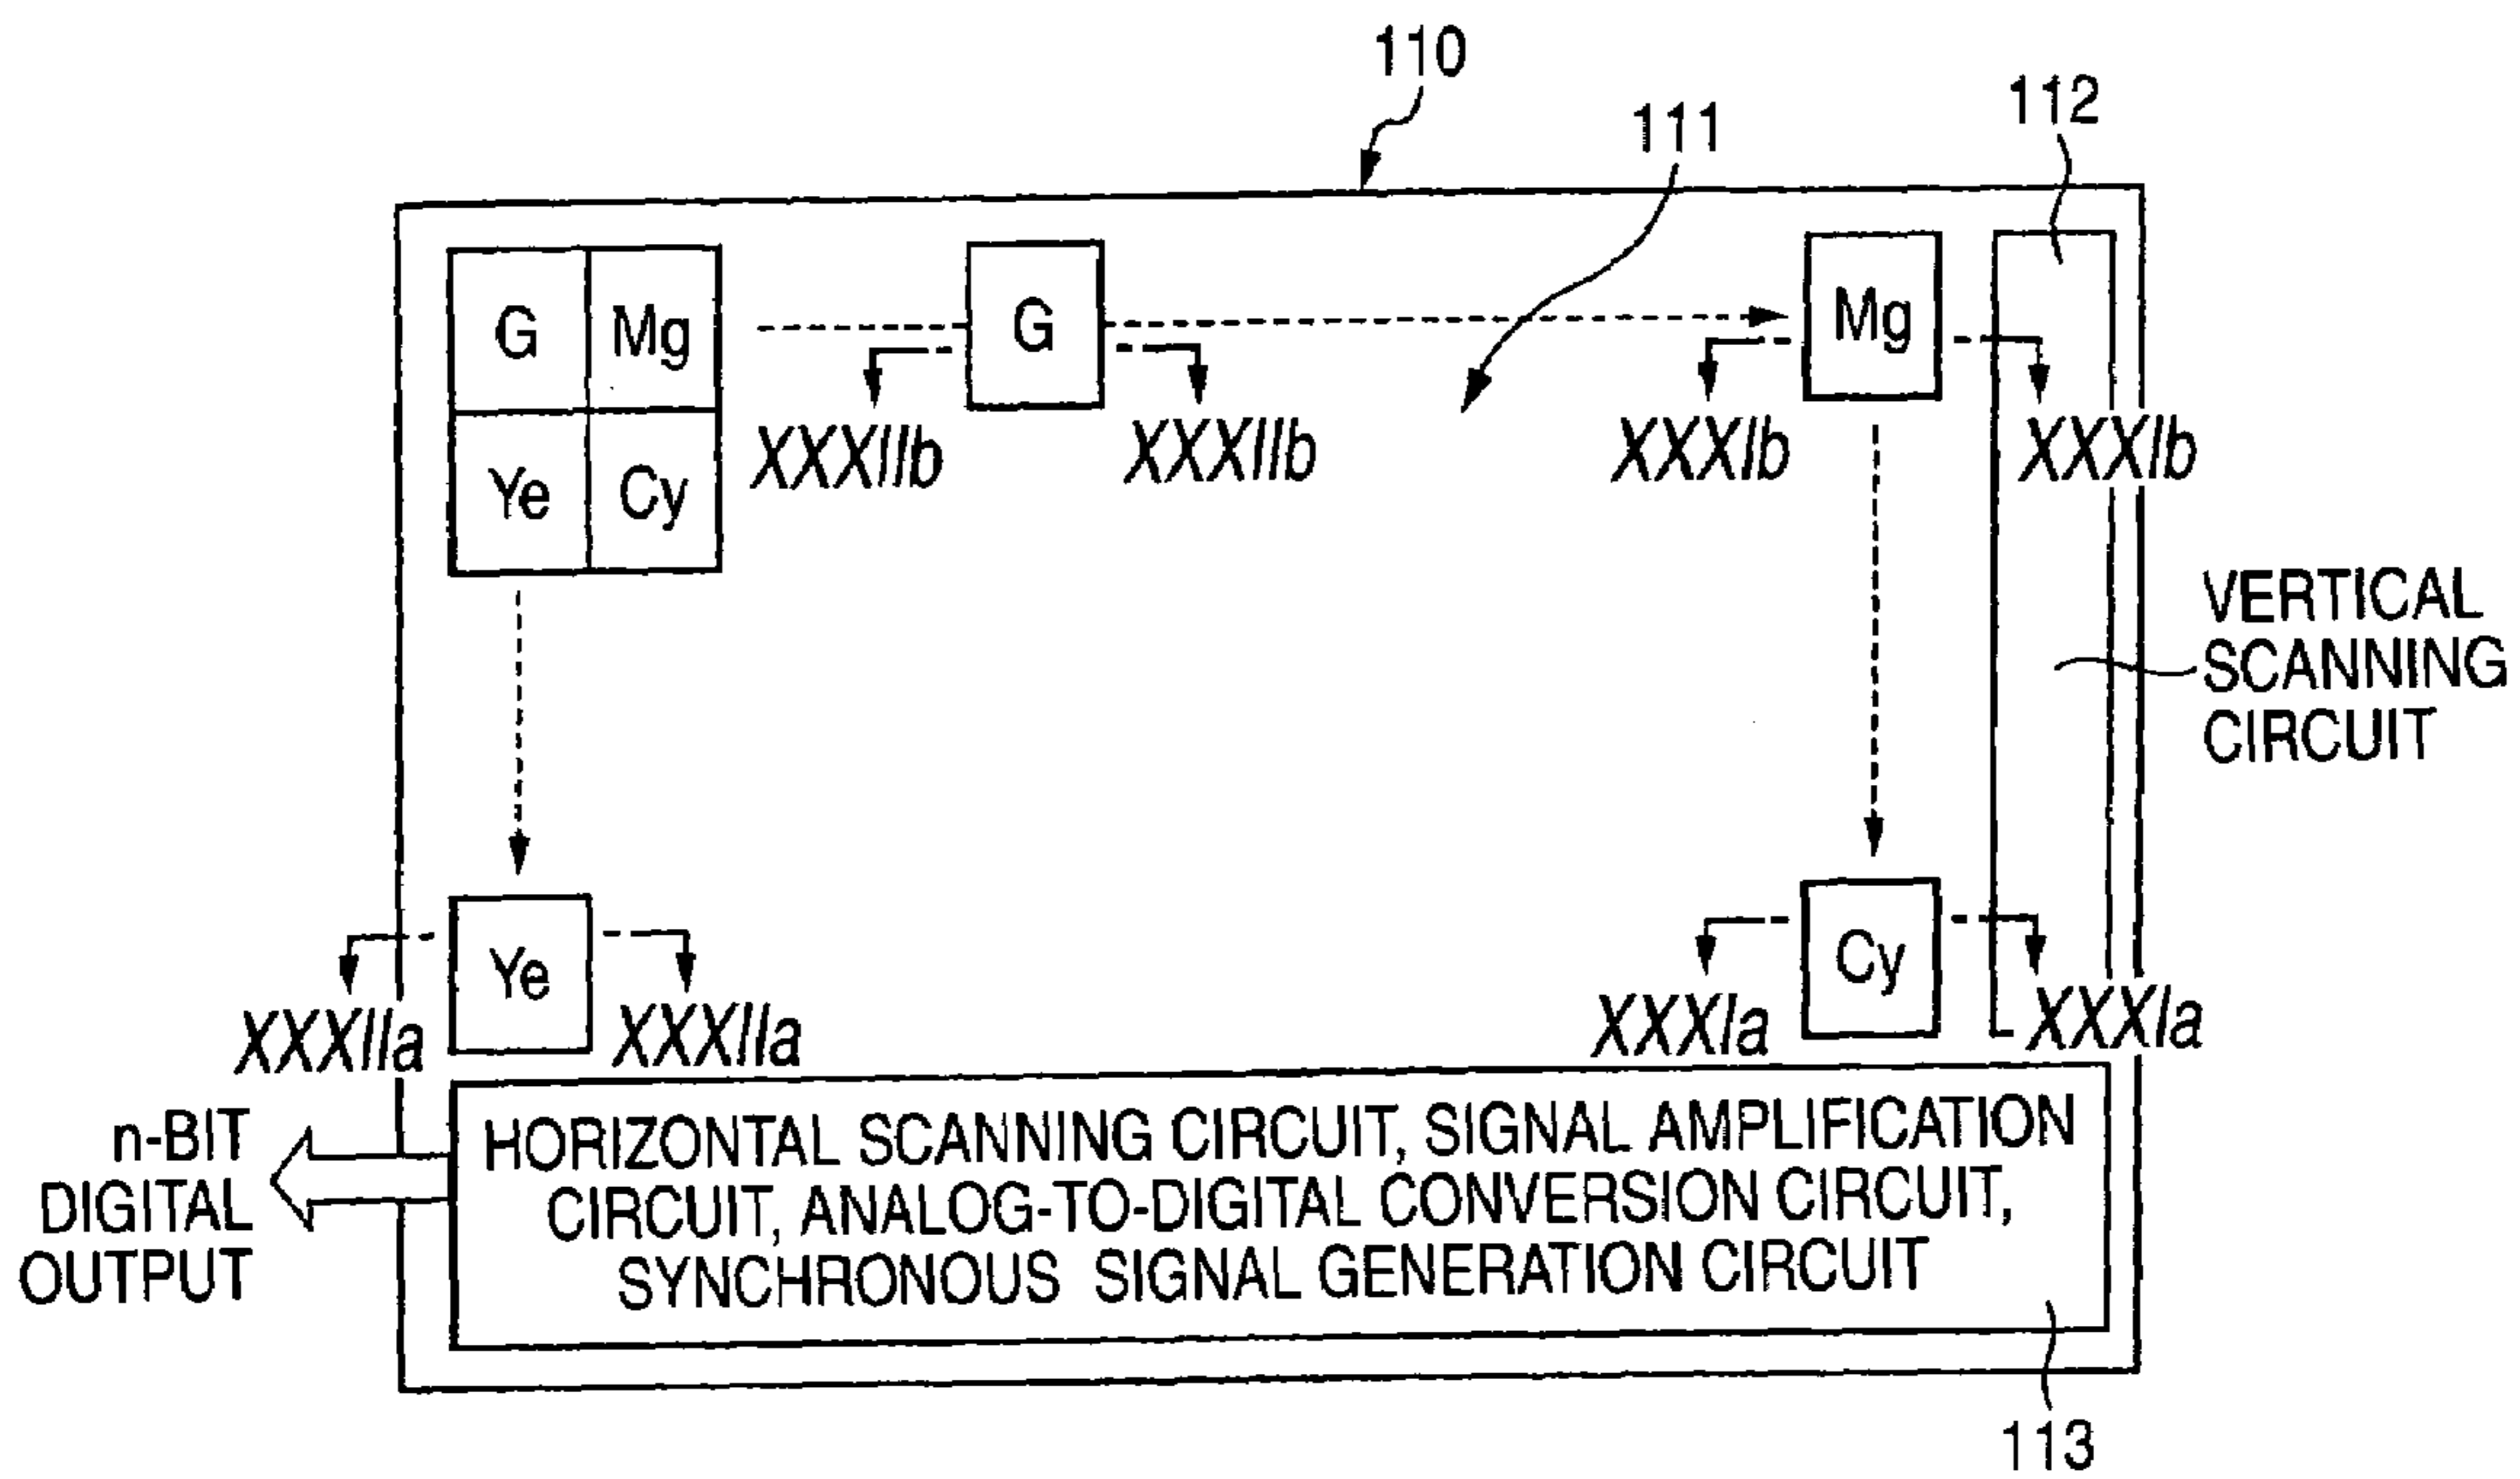 110
111
112
G Mg G Mg
Ye Cy
XXXIIb XXXIIb XXXIb XXXIb
VERTICAL
SCANNING
CIRCUIT
Ye Cy
XXXIIa XXXIIa XXXIa XXXIa
n-BIT
DIGITAL
OUTPUT
HORIZONTAL SCANNING CIRCUIT, SIGNAL AMPLIFICATION
CIRCUIT, ANALOG-TO-DIGITAL CONVERSION CIRCUIT,
SYNCHRONOUS SIGNAL GENERATION CIRCUIT
113